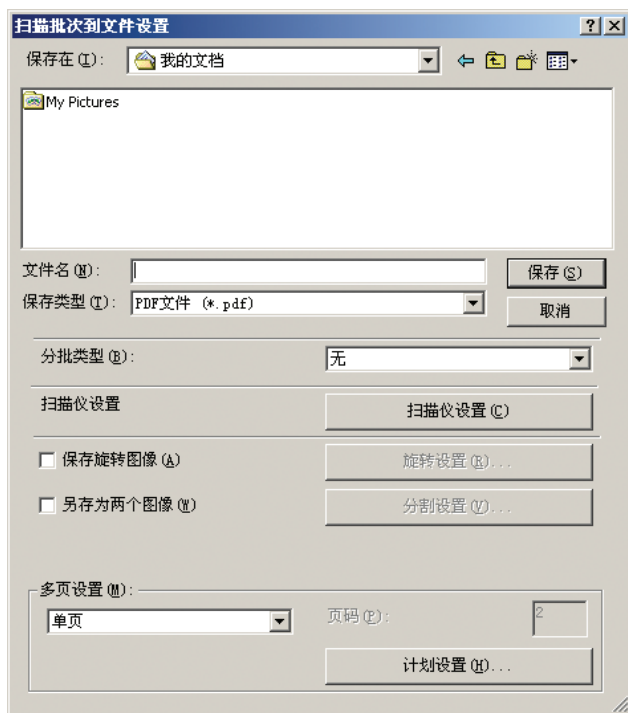 扫描批次到文件设置
保存在(I): 我的文档
My Pictures
文件名(N): 保存(S)
保存类型(T): PDF文件 (*.pdf) 取消
分批类型(B): 无
扫描仪设置 扫描仪设置(C)
保存旋转图像(A) 旋转设置(R)...
另存为两个图像(W) 分割设置(V)...
多页设置(M):
单页 页码(P): 2
计划设置(H)...